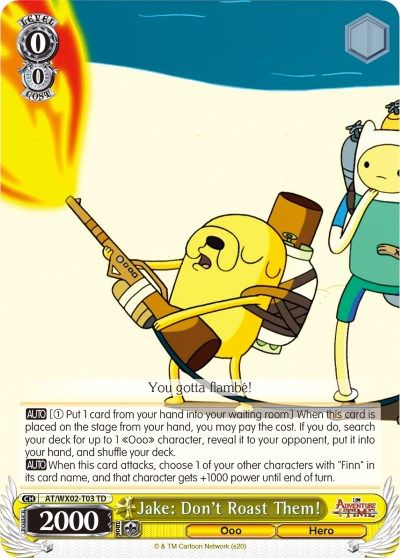 LEVEL
0
0
COST
You gotta flambé!
AUTO [① Put 1 card from your hand into your waiting room] When this card is
placed on the stage from your hand, you may pay the cost. If you do, search
your deck for up to 1 «Ooo» character, reveal it to your opponent, put it into
your hand, and shuffle your deck.
AUTO When this card attacks, choose 1 of your other characters with "Finn" in
its card name, and that character gets +1000 power until end of turn.
CH AT/WX02-T03 TD
POWER 2000
SOUL
Jake: Don't Roast Them!
ADVENTURE TIME
Ooo Hero
© & TM Cartoon Network (s20)